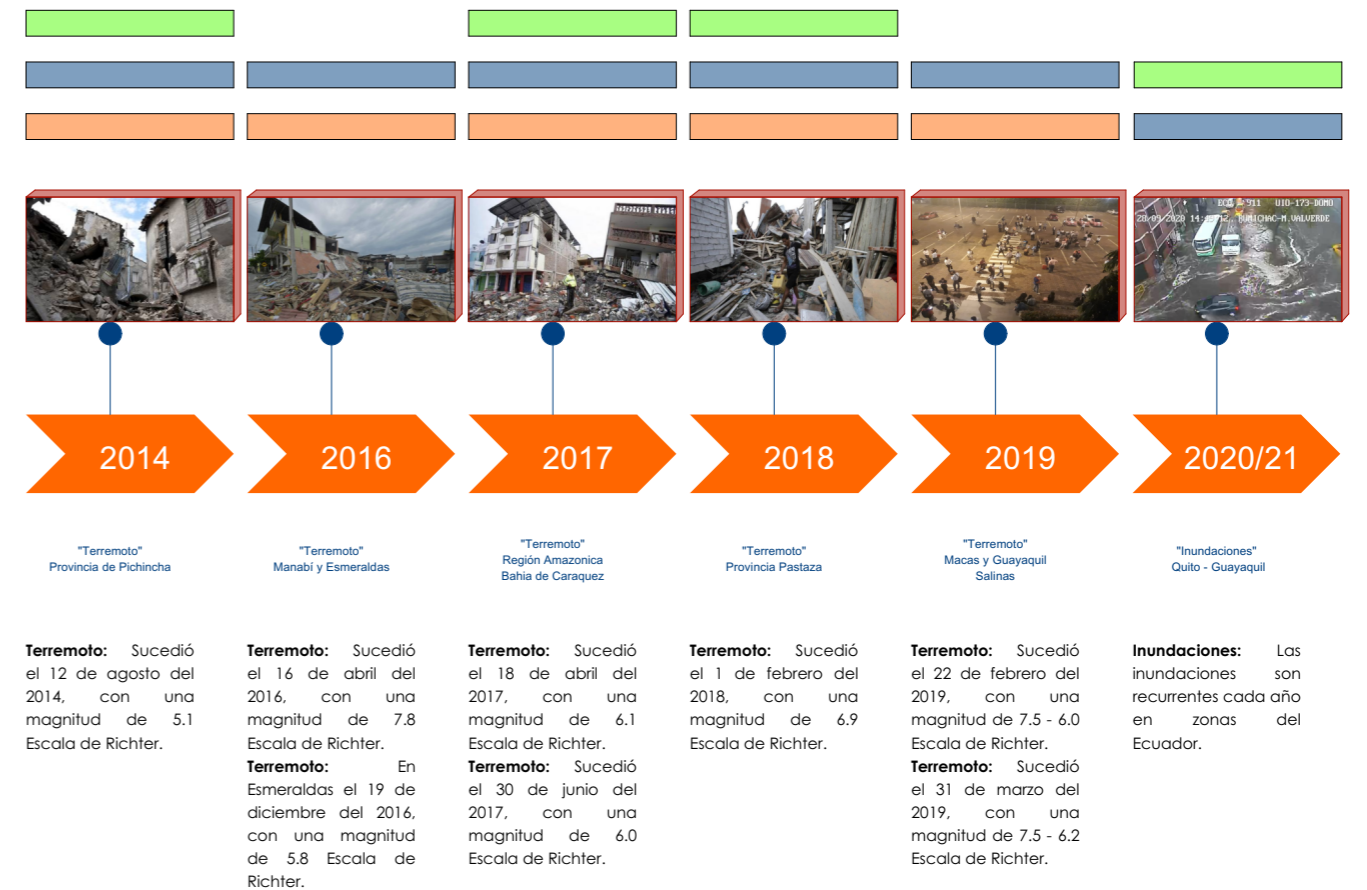 ECU 911 UIO-173-DOMO
28/09/2020 14:
2014
2016
2017
2018
2019
2020/21
"Terremoto"
Provincia de Pichincha
"Terremoto"
Manabí y Esmeraldas
"Terremoto"
Región Amazonica
Bahia de Caraquez
"Terremoto"
Provincia Pastaza
"Terremoto"
Macas y Guayaquil
Salinas
"Inundaciones"
Quito - Guayaquil
Terremoto: Sucedió
el 12 de agosto del
2014, con una
magnitud de 5.1
Escala de Richter.
Terremoto: Sucedió
el 16 de abril del
2016, con una
magnitud de 7.8
Escala de Richter.
Terremoto: En
Esmeraldas el 19 de
diciembre del 2016,
con una magnitud
de 5.8 Escala de
Richter.
Terremoto: Sucedió
el 18 de abril del
2017, con una
magnitud de 6.1
Escala de Richter.
Terremoto: Sucedió
el 30 de junio del
2017, con una
magnitud de 6.0
Escala de Richter.
Terremoto: Sucedió
el 1 de febrero del
2018, con una
magnitud de 6.9
Escala de Richter.
Terremoto: Sucedió
el 22 de febrero del
2019, con una
magnitud de 7.5 - 6.0
Escala de Richter.
Terremoto: Sucedió
el 31 de marzo del
2019, con una
magnitud de 7.5 - 6.2
Escala de Richter.
Inundaciones: Las
inundaciones son
recurrentes cada año
en zonas del
Ecuador.